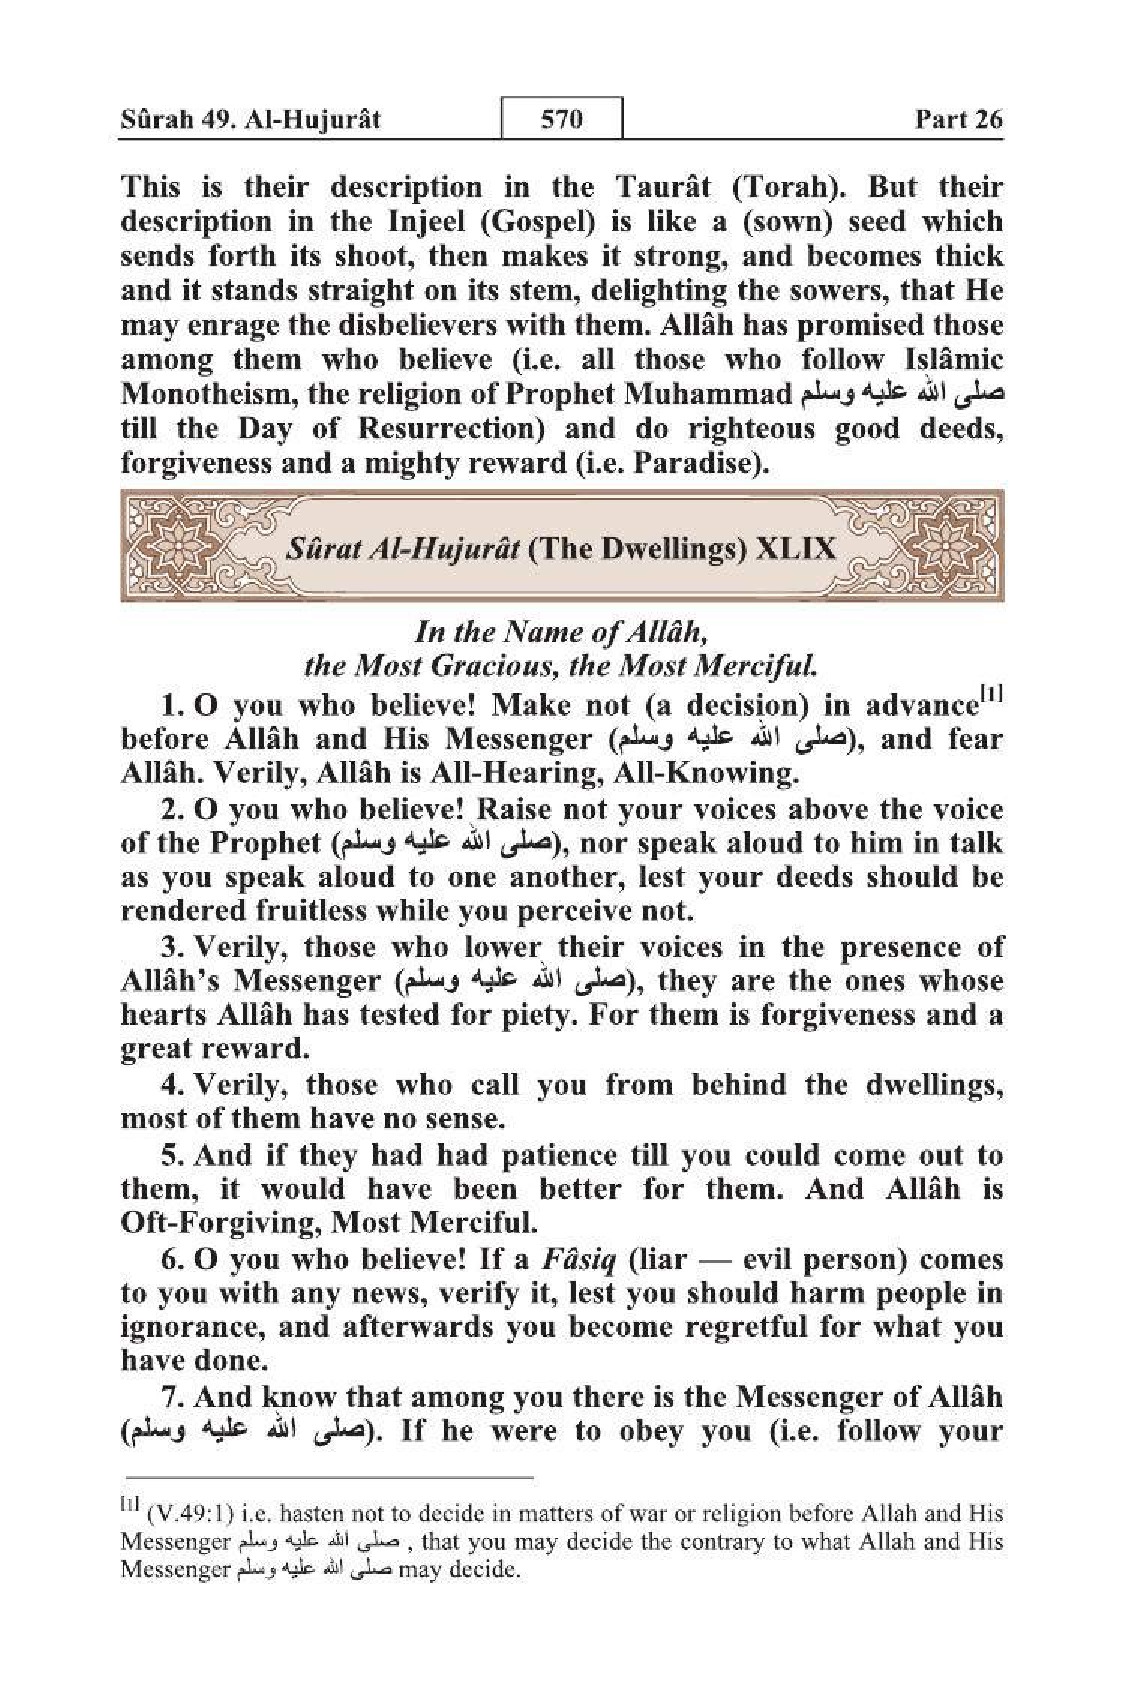 Sûrah 49. Al-Hujurât 570 Part 26
This is their description in the Taurât (Torah). But their
description in the Injeel (Gospel) is like a (sown) seed which
sends forth its shoot, then makes it strong, and becomes thick
and it stands straight on its stem, delighting the sowers, that He
may enrage the disbelievers with them. Allâh has promised those
among them who believe (i.e. all those who follow Islâmic
Monotheism, the religion of Prophet Muhammad صلى الله عليه وسلم
till the Day of Resurrection) and do righteous good deeds,
forgiveness and a mighty reward (i.e. Paradise).
Sûrat Al-Hujurât (The Dwellings) XLIX
In the Name of Allâh,
the Most Gracious, the Most Merciful.
1. O you who believe! Make not (a decision) in advance[1]
before Allâh and His Messenger (صلى الله عليه وسلم), and fear
Allâh. Verily, Allâh is All-Hearing, All-Knowing.
2. O you who believe! Raise not your voices above the voice
of the Prophet (صلى الله عليه وسلم), nor speak aloud to him in talk
as you speak aloud to one another, lest your deeds should be
rendered fruitless while you perceive not.
3. Verily, those who lower their voices in the presence of
Allâh’s Messenger (صلى الله عليه وسلم), they are the ones whose
hearts Allâh has tested for piety. For them is forgiveness and a
great reward.
4. Verily, those who call you from behind the dwellings,
most of them have no sense.
5. And if they had had patience till you could come out to
them, it would have been better for them. And Allâh is
Oft-Forgiving, Most Merciful.
6. O you who believe! If a Fâsiq (liar — evil person) comes
to you with any news, verify it, lest you should harm people in
ignorance, and afterwards you become regretful for what you
have done.
7. And know that among you there is the Messenger of Allâh
(صلى الله عليه وسلم). If he were to obey you (i.e. follow your
[1] (V.49:1) i.e. hasten not to decide in matters of war or religion before Allah and His
Messenger صلى الله عليه وسلم , that you may decide the contrary to what Allah and His
Messenger صلى الله عليه وسلم may decide.